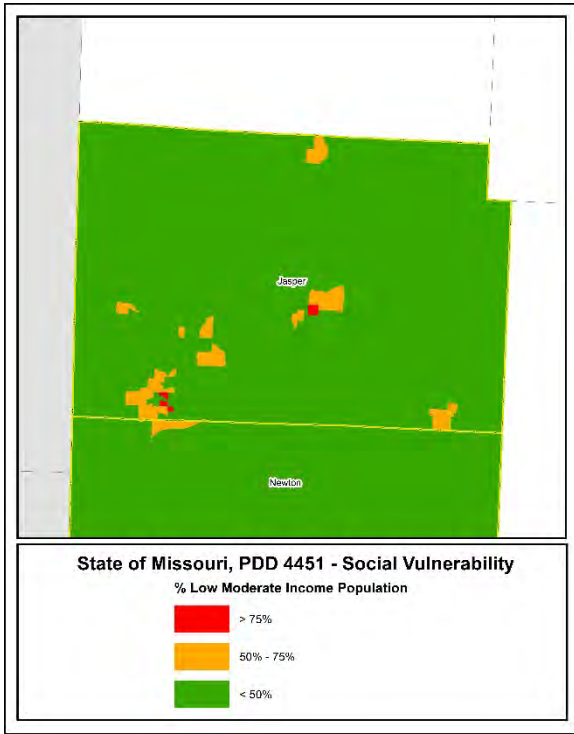 Jasper
Newton
State of Missouri, PDD 4451 - Social Vulnerability
% Low Moderate Income Population
> 75%
50% - 75%
< 50%